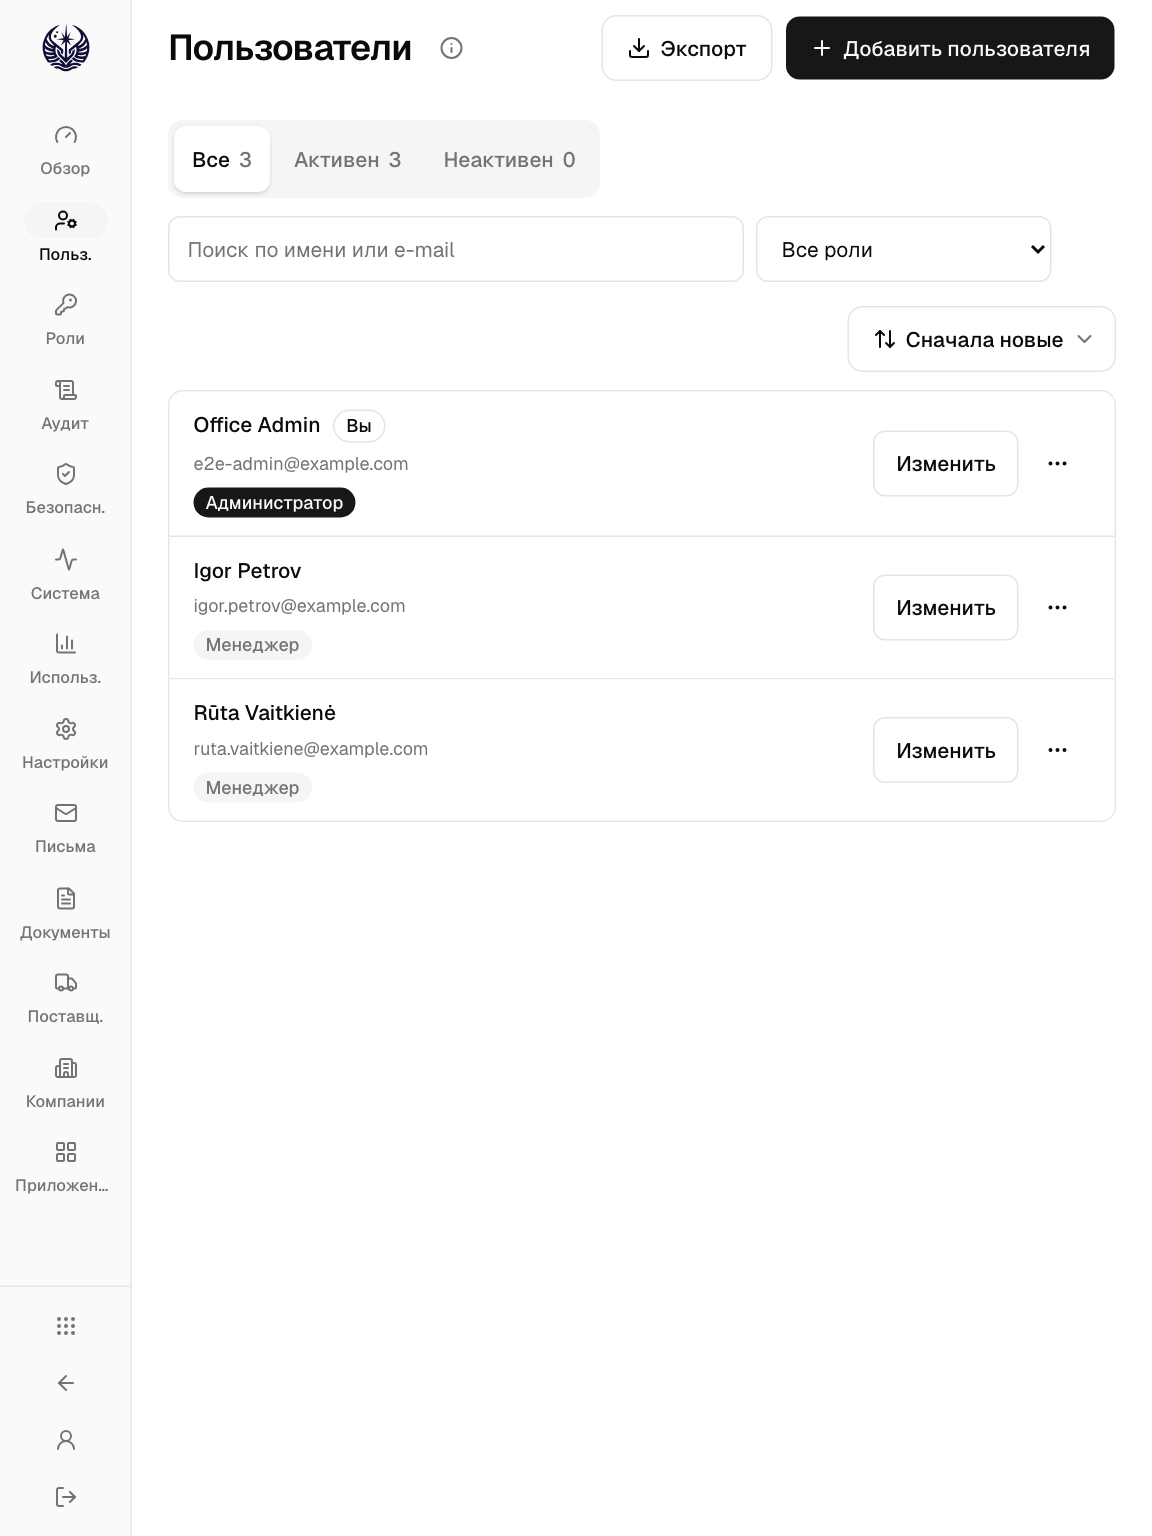 Пользователи
Экспорт
Добавить пользователя
Обзор
Польз.
Роли
Аудит
Безопасн.
Система
Использ.
Настройки
Письма
Документы
Поставщ.
Компании
Приложен...
Все 3
Активен 3
Неактивен 0
Поиск по имени или e-mail
Все роли
Сначала новые
Office Admin Вы
e2e-admin@example.com
Администратор
Изменить
Igor Petrov
igor.petrov@example.com
Менеджер
Изменить
Rūta Vaitkienė
ruta.vaitkiene@example.com
Менеджер
Изменить